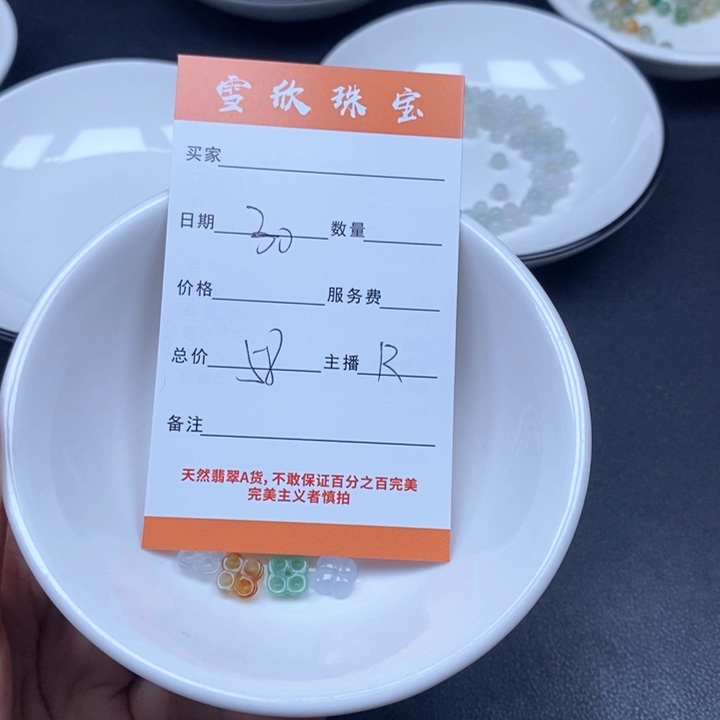 雪欣珠宝
买家
日期 30 数量
价格 服务费
总价 58 主播 R
备注
天然翡翠A货,不敢保证百分之百完美
完美主义者慎拍